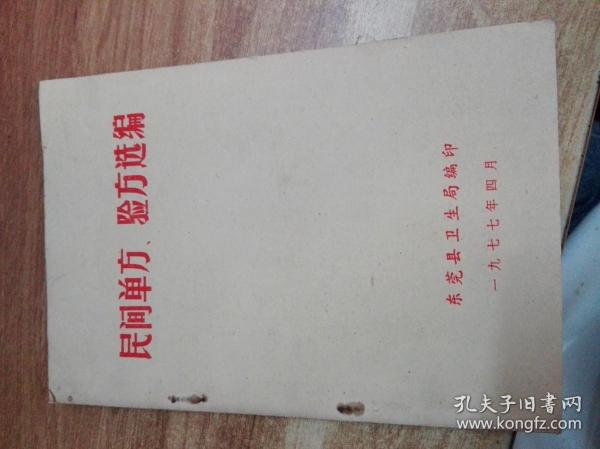 民间单方、验方选编
东莞县卫生局编印
一九七七年四月
孔夫子旧書网
www.kongfz.com